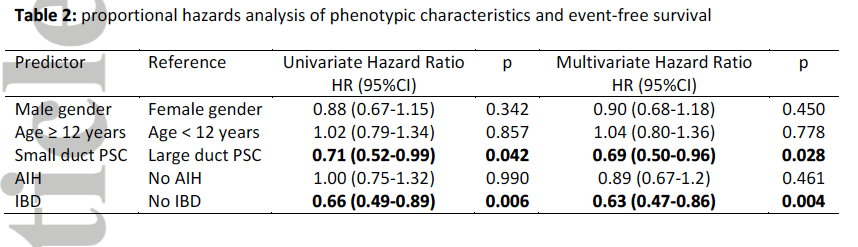 Table 2: proportional hazards analysis of phenotypic characteristics and event-free survival
Predictor Reference Univariate Hazard Ratio p Multivariate Hazard Ratio p
HR (95%CI) HR (95%CI)
Male gender Female gender 0.88 (0.67-1.15) 0.342 0.90 (0.68-1.18) 0.450
Age ≥ 12 years Age < 12 years 1.02 (0.79-1.34) 0.857 1.04 (0.80-1.36) 0.778
Small duct PSC Large duct PSC 0.71 (0.52-0.99) 0.042 0.69 (0.50-0.96) 0.028
AIH No AIH 1.00 (0.75-1.32) 0.990 0.89 (0.67-1.2) 0.461
IBD No IBD 0.66 (0.49-0.89) 0.006 0.63 (0.47-0.86) 0.004
ticle